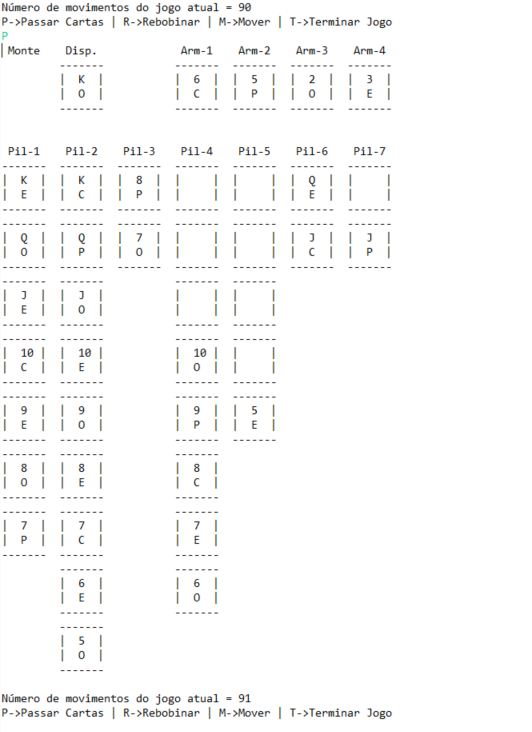 Número de movimentos do jogo atual = 90
P->Passar Cartas | R->Rebobinar | M->Mover | T->Terminar Jogo
P
Monte Disp. Arm-1 Arm-2 Arm-3 Arm-4
------- ------- ------- ------- -------
| K | | 6 | | 5 | | 2 | | 3 |
| O | | C | | P | | O | | E |
------- ------- ------- ------- -------
Pil-1 Pil-2 Pil-3 Pil-4 Pil-5 Pil-6 Pil-7
------- ------- ------- ------- ------- ------- -------
| K | | K | | 8 | | | | | | Q | | |
| E | | C | | P | | | | | | E | | |
------- ------- ------- ------- ------- ------- -------
------- ------- ------- ------- ------- ------- -------
| Q | | Q | | 7 | | | | | | J | | J |
| O | | P | | O | | | | | | C | | P |
------- ------- ------- ------- ------- ------- -------
------- ------- ------- -------
| J | | J | | | | |
| E | | O | | | | |
------- ------- ------- -------
------- ------- ------- -------
| 10 | | 10 | | 10 | | |
| C | | E | | O | | |
------- ------- ------- -------
------- ------- ------- -------
| 9 | | 9 | | 9 | | 5 |
| E | | O | | P | | E |
------- ------- ------- -------
------- ------- -------
| 8 | | 8 | | 8 |
| O | | E | | C |
------- ------- -------
------- ------- -------
| 7 | | 7 | | 7 |
| P | | C | | E |
------- ------- -------
------- -------
| 6 | | 6 |
| E | | O |
------- -------
-------
| 5 |
| O |
-------
Número de movimentos do jogo atual = 91
P->Passar Cartas | R->Rebobinar | M->Mover | T->Terminar Jogo